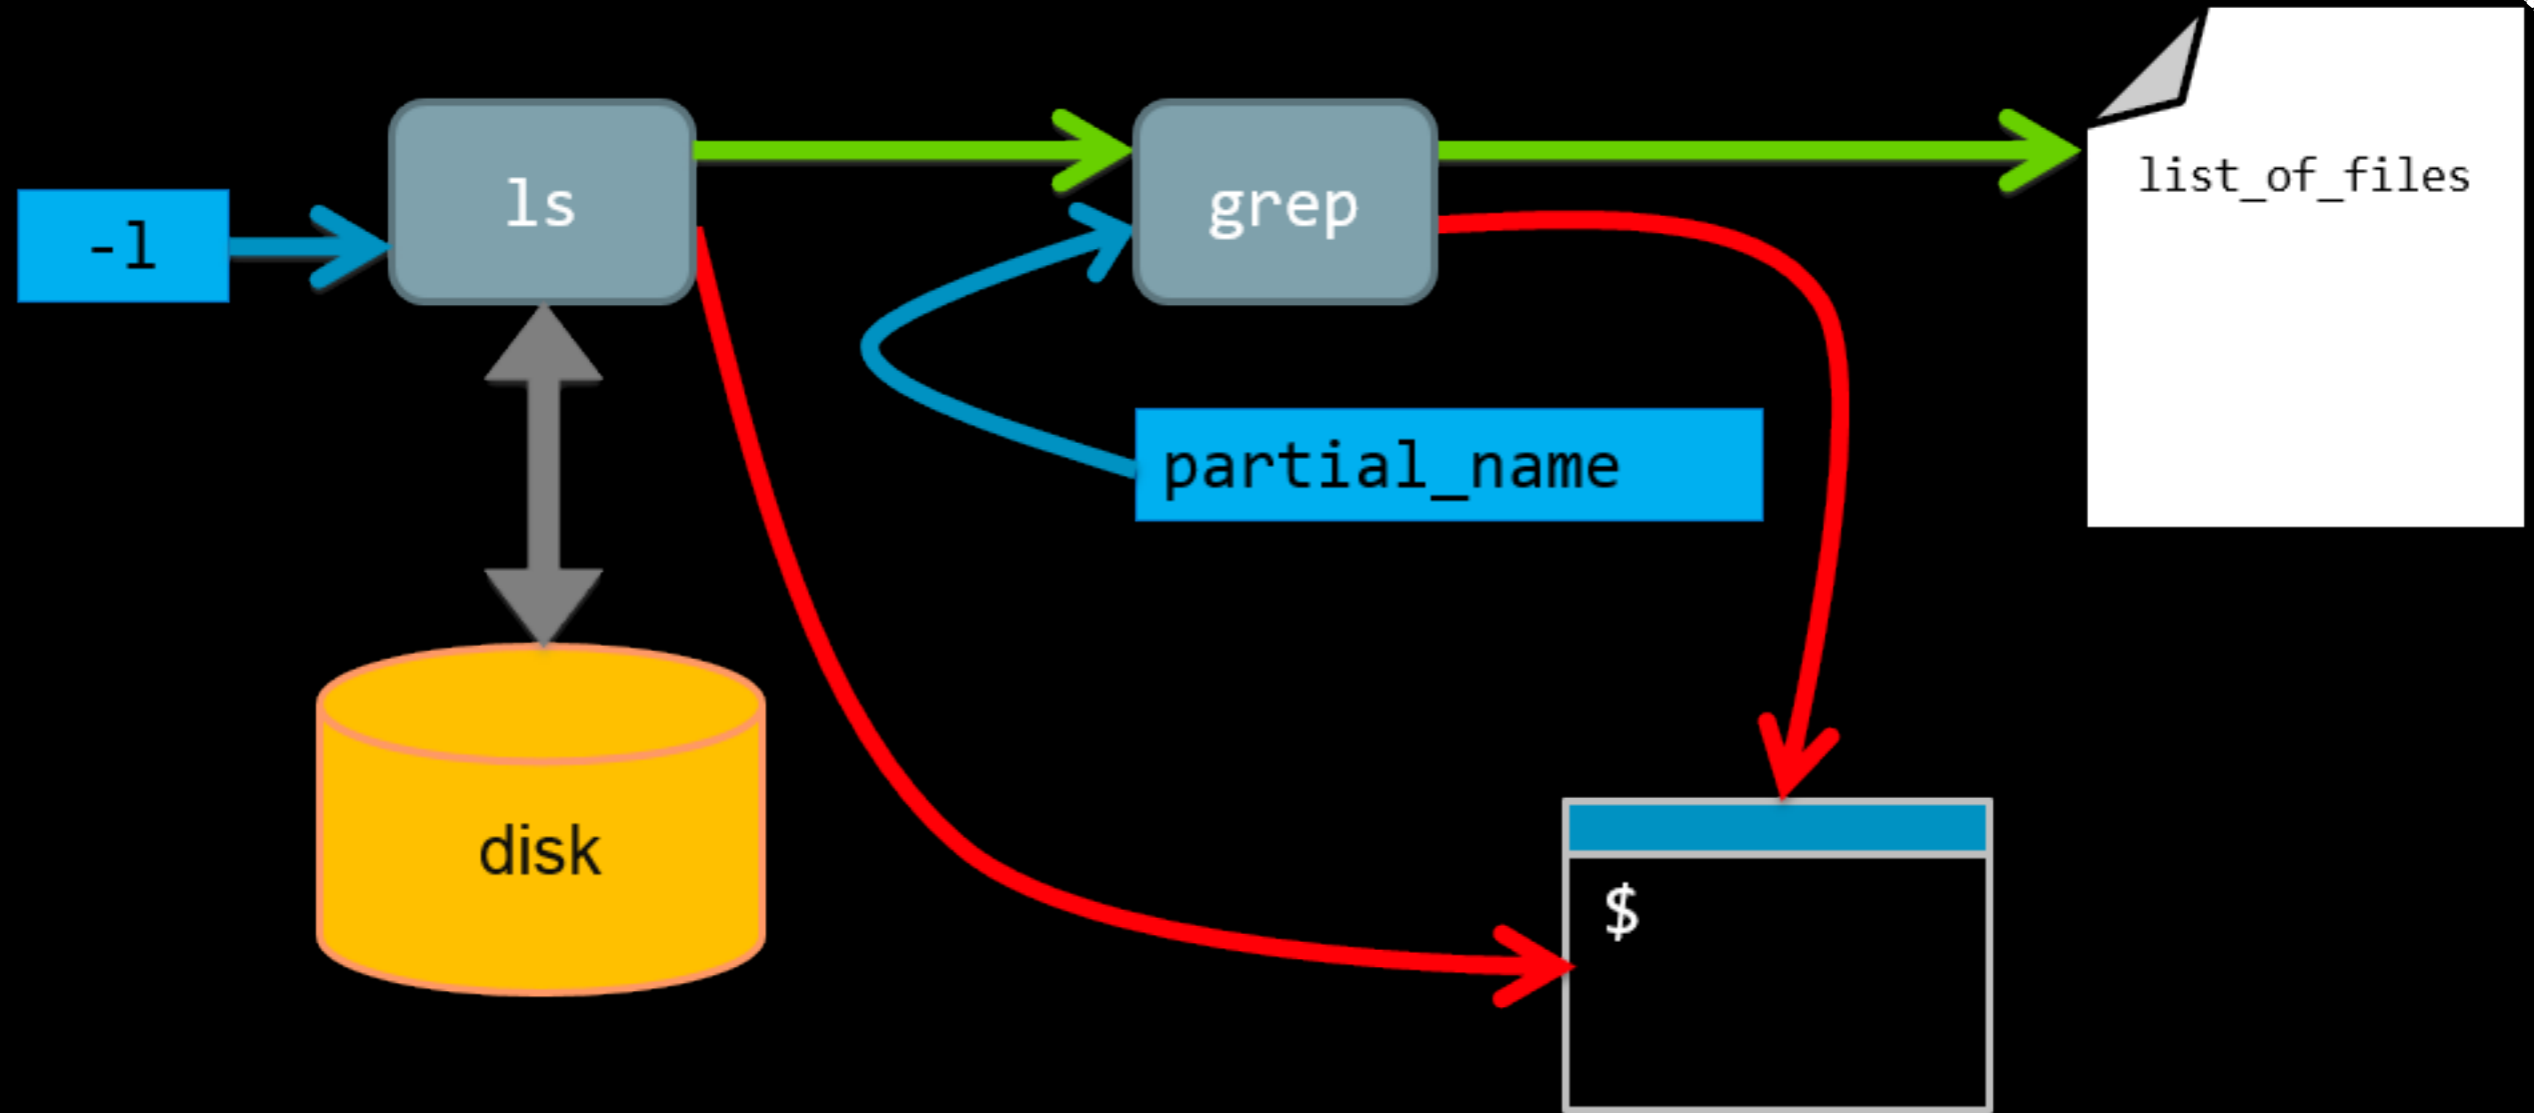 -l
ls
grep
list_of_files
partial_name
disk
$